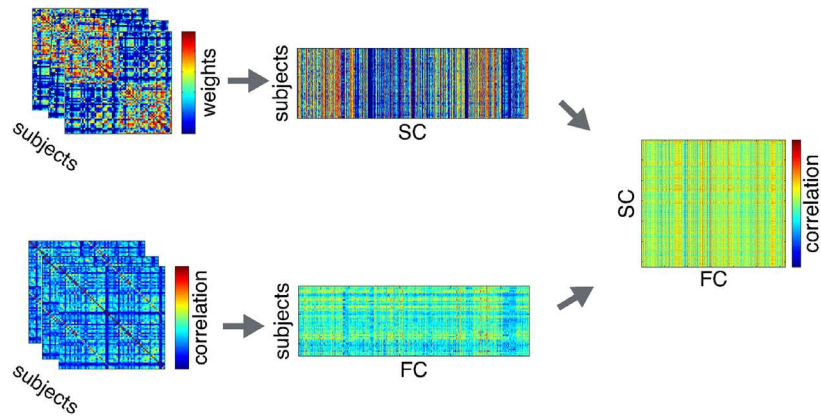 weights
subjects
subjects
SC
SC
FC
correlation
correlation
subjects
subjects
FC